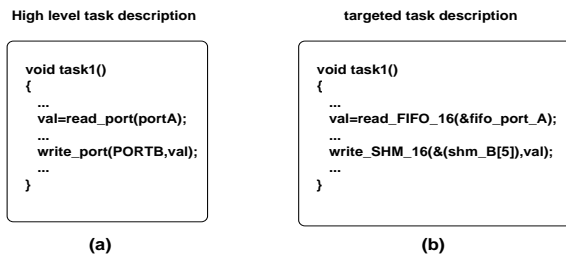 High level task description
void task1()
{
...
val=read_port(portA);
...
write_port(PORTB,val);
...
}
(a)
targeted task description
void task1()
{
...
val=read_FIFO_16(&fifo_port_A);
...
write_SHM_16(&(shm_B[5]),val);
...
}
(b)